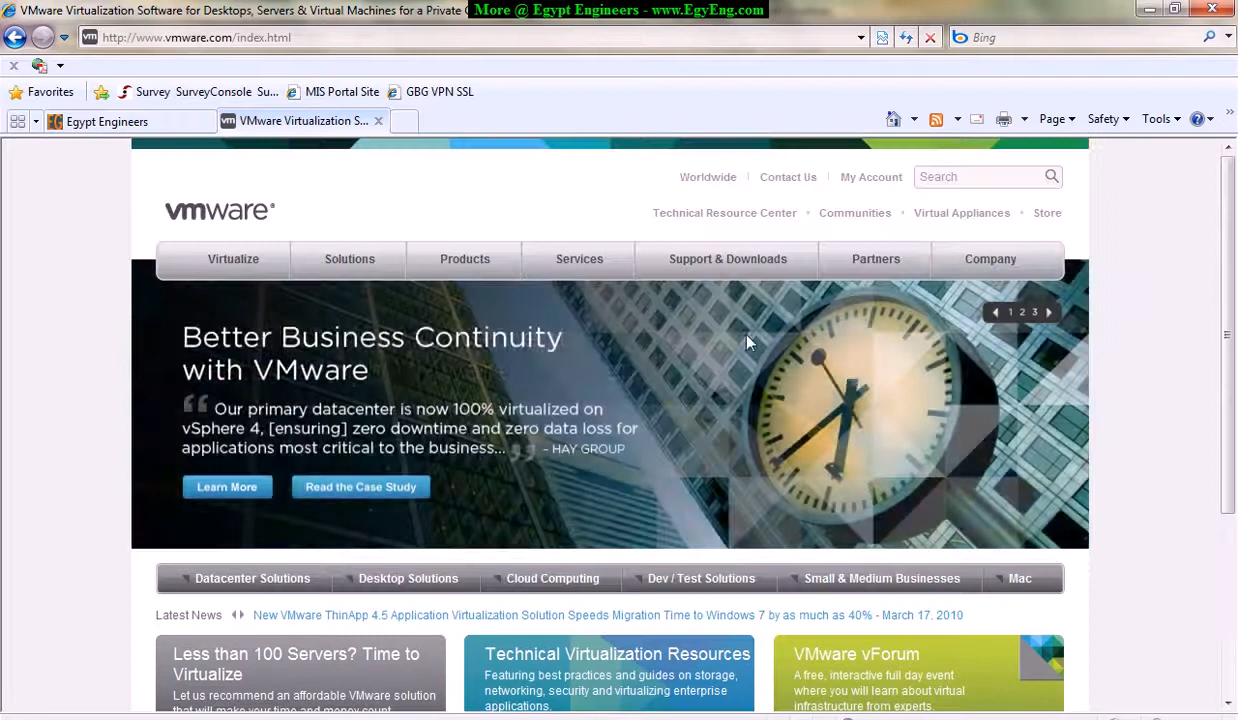 VMware Virtualization Software for Desktops, Servers & Virtual Machines for a Private C
More @ Egypt Engineers - www.EgyEng.com
http://www.vmware.com/index.html
Bing
Favorites
Survey SurveyConsole Su...
MIS Portal Site
GBG VPN SSL
Egypt Engineers
VMware Virtualization S...
Page
Safety
Tools
Worldwide
Contact Us
My Account
Search
vmware®
Technical Resource Center
Communities
Virtual Appliances
Store
Virtualize
Solutions
Products
Services
Support & Downloads
Partners
Company
1 2 3
Better Business Continuity
with VMware
“ Our primary datacenter is now 100% virtualized on
vSphere 4, [ensuring] zero downtime and zero data loss for
applications most critical to the business... ” - HAY GROUP
Learn More
Read the Case Study
Datacenter Solutions
Desktop Solutions
Cloud Computing
Dev / Test Solutions
Small & Medium Businesses
Mac
Latest News
New VMware ThinApp 4.5 Application Virtualization Solution Speeds Migration Time to Windows 7 by as much as 40% - March 17, 2010
Less than 100 Servers? Time to
Virtualize
Let us recommend an affordable VMware solution
that will make your time and money count
Technical Virtualization Resources
Featuring best practices and guides on storage,
networking, security and virtualizing enterprise
applications.
VMware vForum
A free, interactive full day event
where you will learn about virtual
infrastructure from experts.